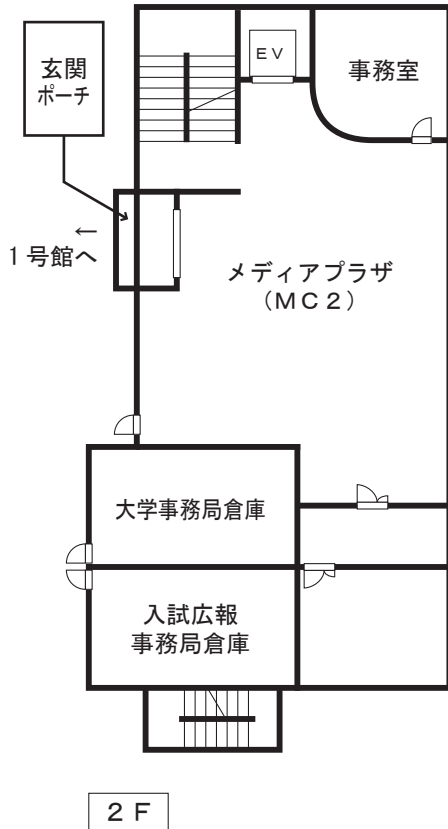 玄関
ポーチ
EV
事務室
←
1号館へ
メディアプラザ
（MC2）
大学事務局倉庫
入試広報
事務局倉庫
2F